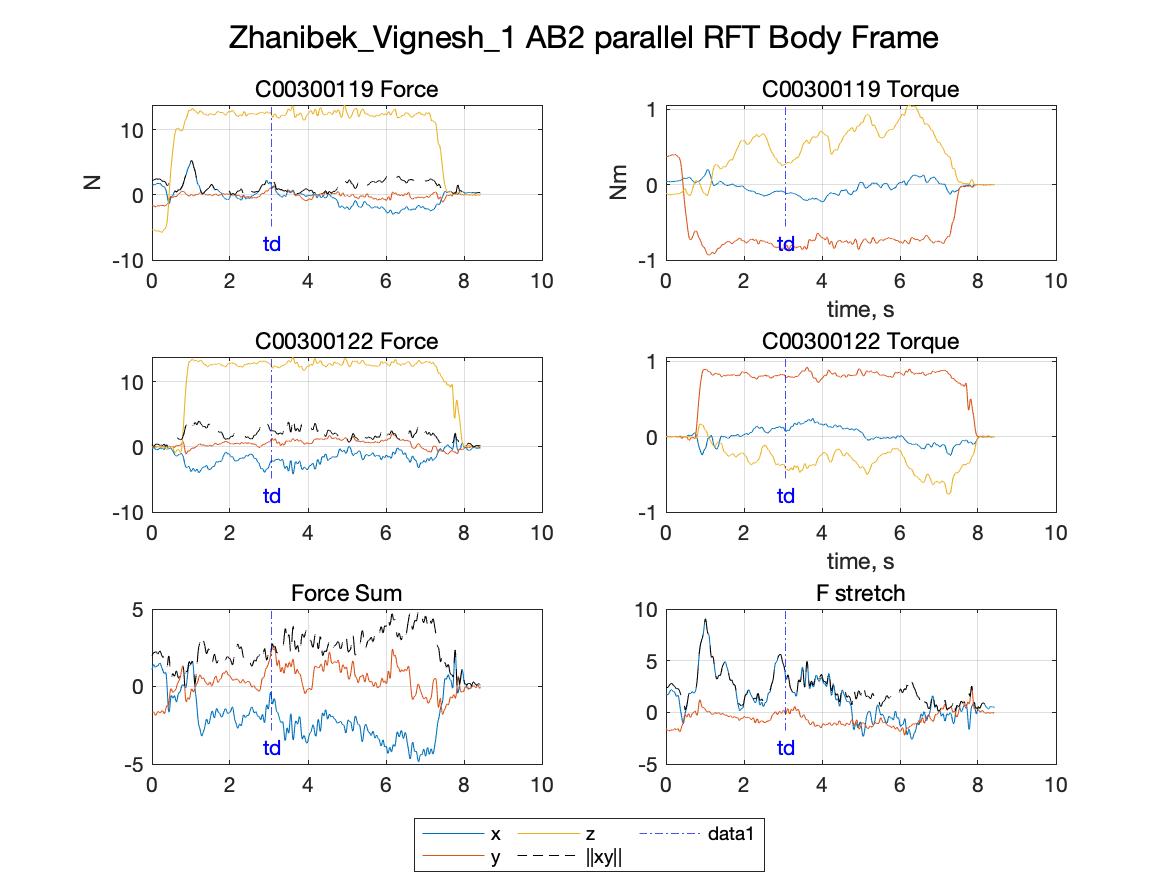 Zhanibek_Vignesh_1 AB2 parallel RFT Body Frame
C00300119 Force
N
10
0
-10
td
0 2 4 6 8 10
C00300119 Torque
Nm
1
0
-1
td
0 2 4 6 8 10
time, s
C00300122 Force
10
0
-10
td
0 2 4 6 8 10
C00300122 Torque
1
0
-1
td
0 2 4 6 8 10
time, s
Force Sum
5
0
-5
td
0 2 4 6 8 10
F stretch
10
5
0
-5
td
0 2 4 6 8 10
x z data1
y ||xy||